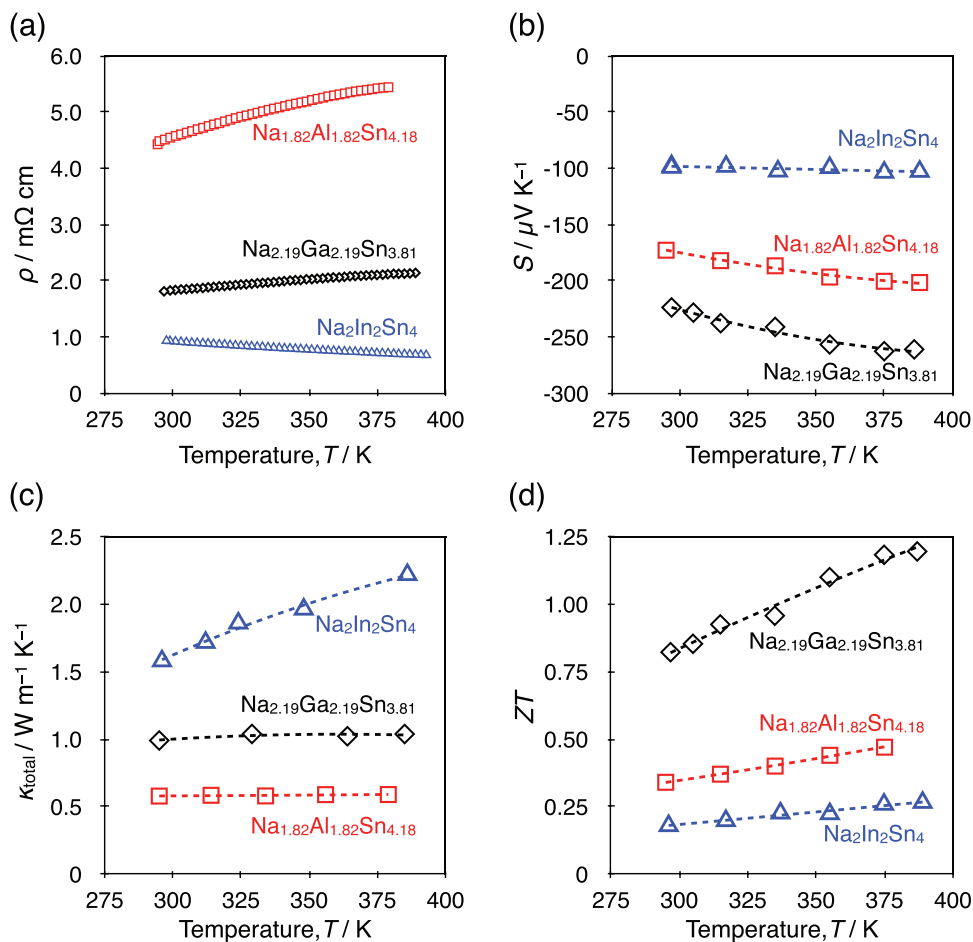 (a)
6.0
5.0
4.0
3.0
2.0
1.0
0
ρ / mΩ cm
Na1.82Al1.82Sn4.18
Na2.19Ga2.19Sn3.81
Na2In2Sn4
275 300 325 350 375 400
Temperature, T / K
(b)
0
-50
-100
-150
-200
-250
-300
S / μV K−1
Na2In2Sn4
Na1.82Al1.82Sn4.18
Na2.19Ga2.19Sn3.81
275 300 325 350 375 400
Temperature, T / K
(c)
2.5
2.0
1.5
1.0
0.5
0
κtotal / W m−1 K−1
Na2In2Sn4
Na2.19Ga2.19Sn3.81
Na1.82Al1.82Sn4.18
275 300 325 350 375 400
Temperature, T / K
(d)
1.25
1.00
0.75
0.50
0.25
0
ZT
Na2.19Ga2.19Sn3.81
Na1.82Al1.82Sn4.18
Na2In2Sn4
275 300 325 350 375 400
Temperature, T / K